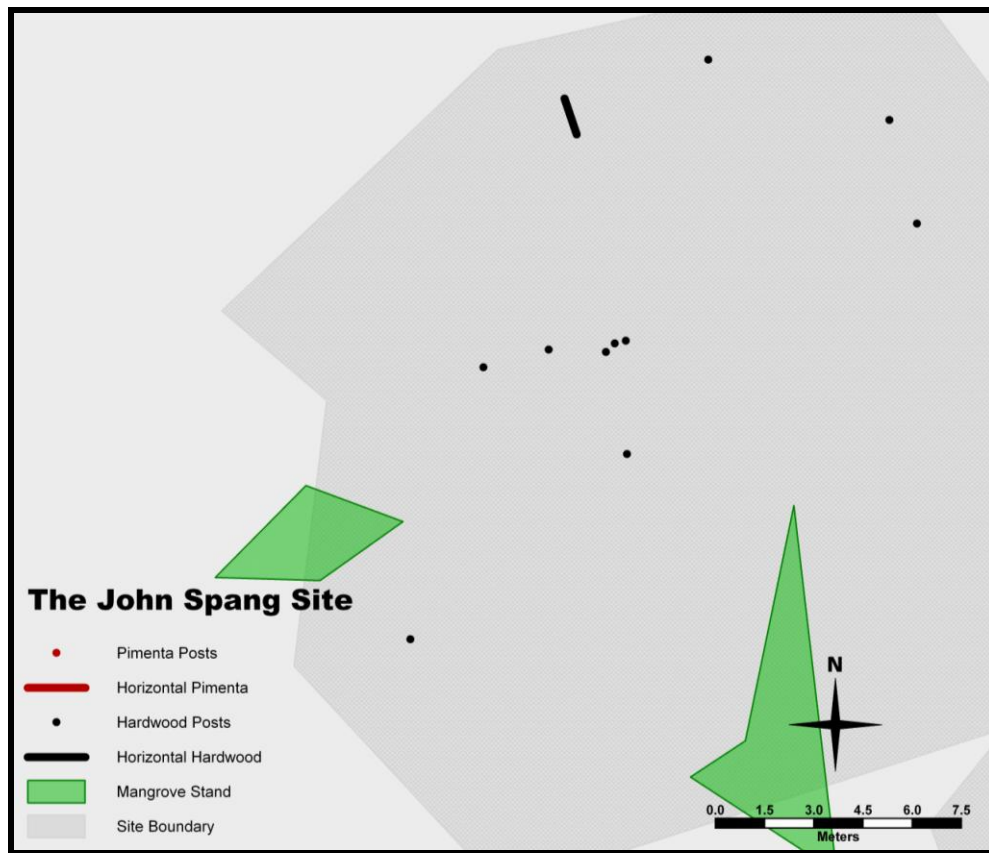 The John Spang Site
Pimenta Posts
Horizontal Pimenta
Hardwood Posts
Horizontal Hardwood
Mangrove Stand
Site Boundary
N
0.0 1.5 3.0 4.5 6.0 7.5
Meters